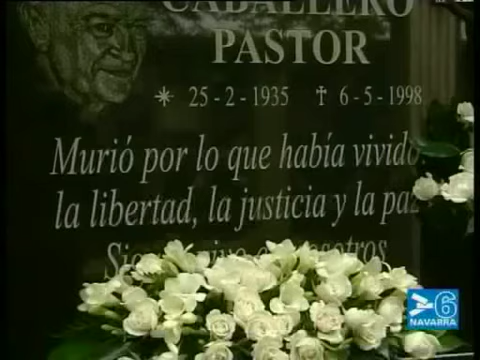 CABALLERO
PASTOR
* 25-2-1935 † 6-5-1998
Murió por lo que había vivido
la libertad, la justicia y la paz
6
NAVARRA